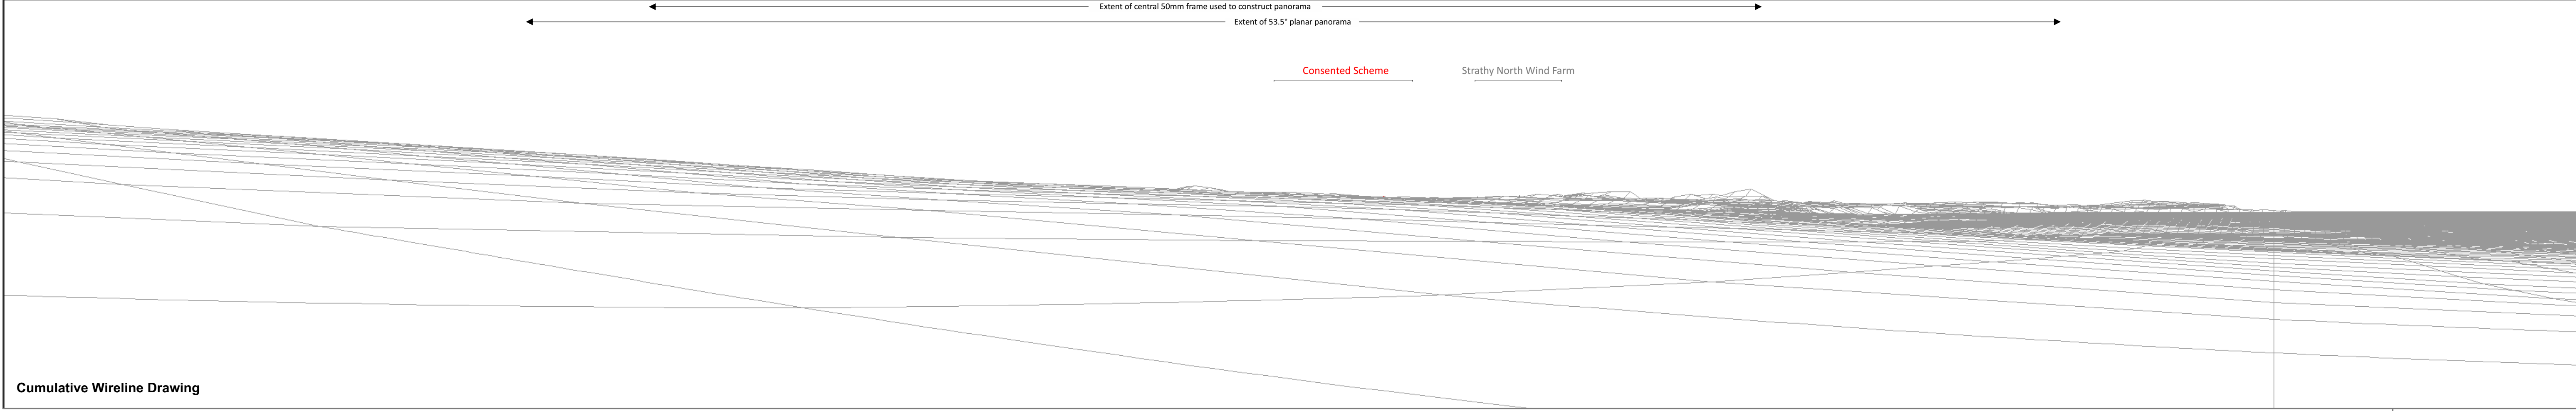 Extent of central 50mm frame used to construct panorama
Extent of 53.5° planar panorama
Consented Scheme
Strathy North Wind Farm
Cumulative Wireline Drawing